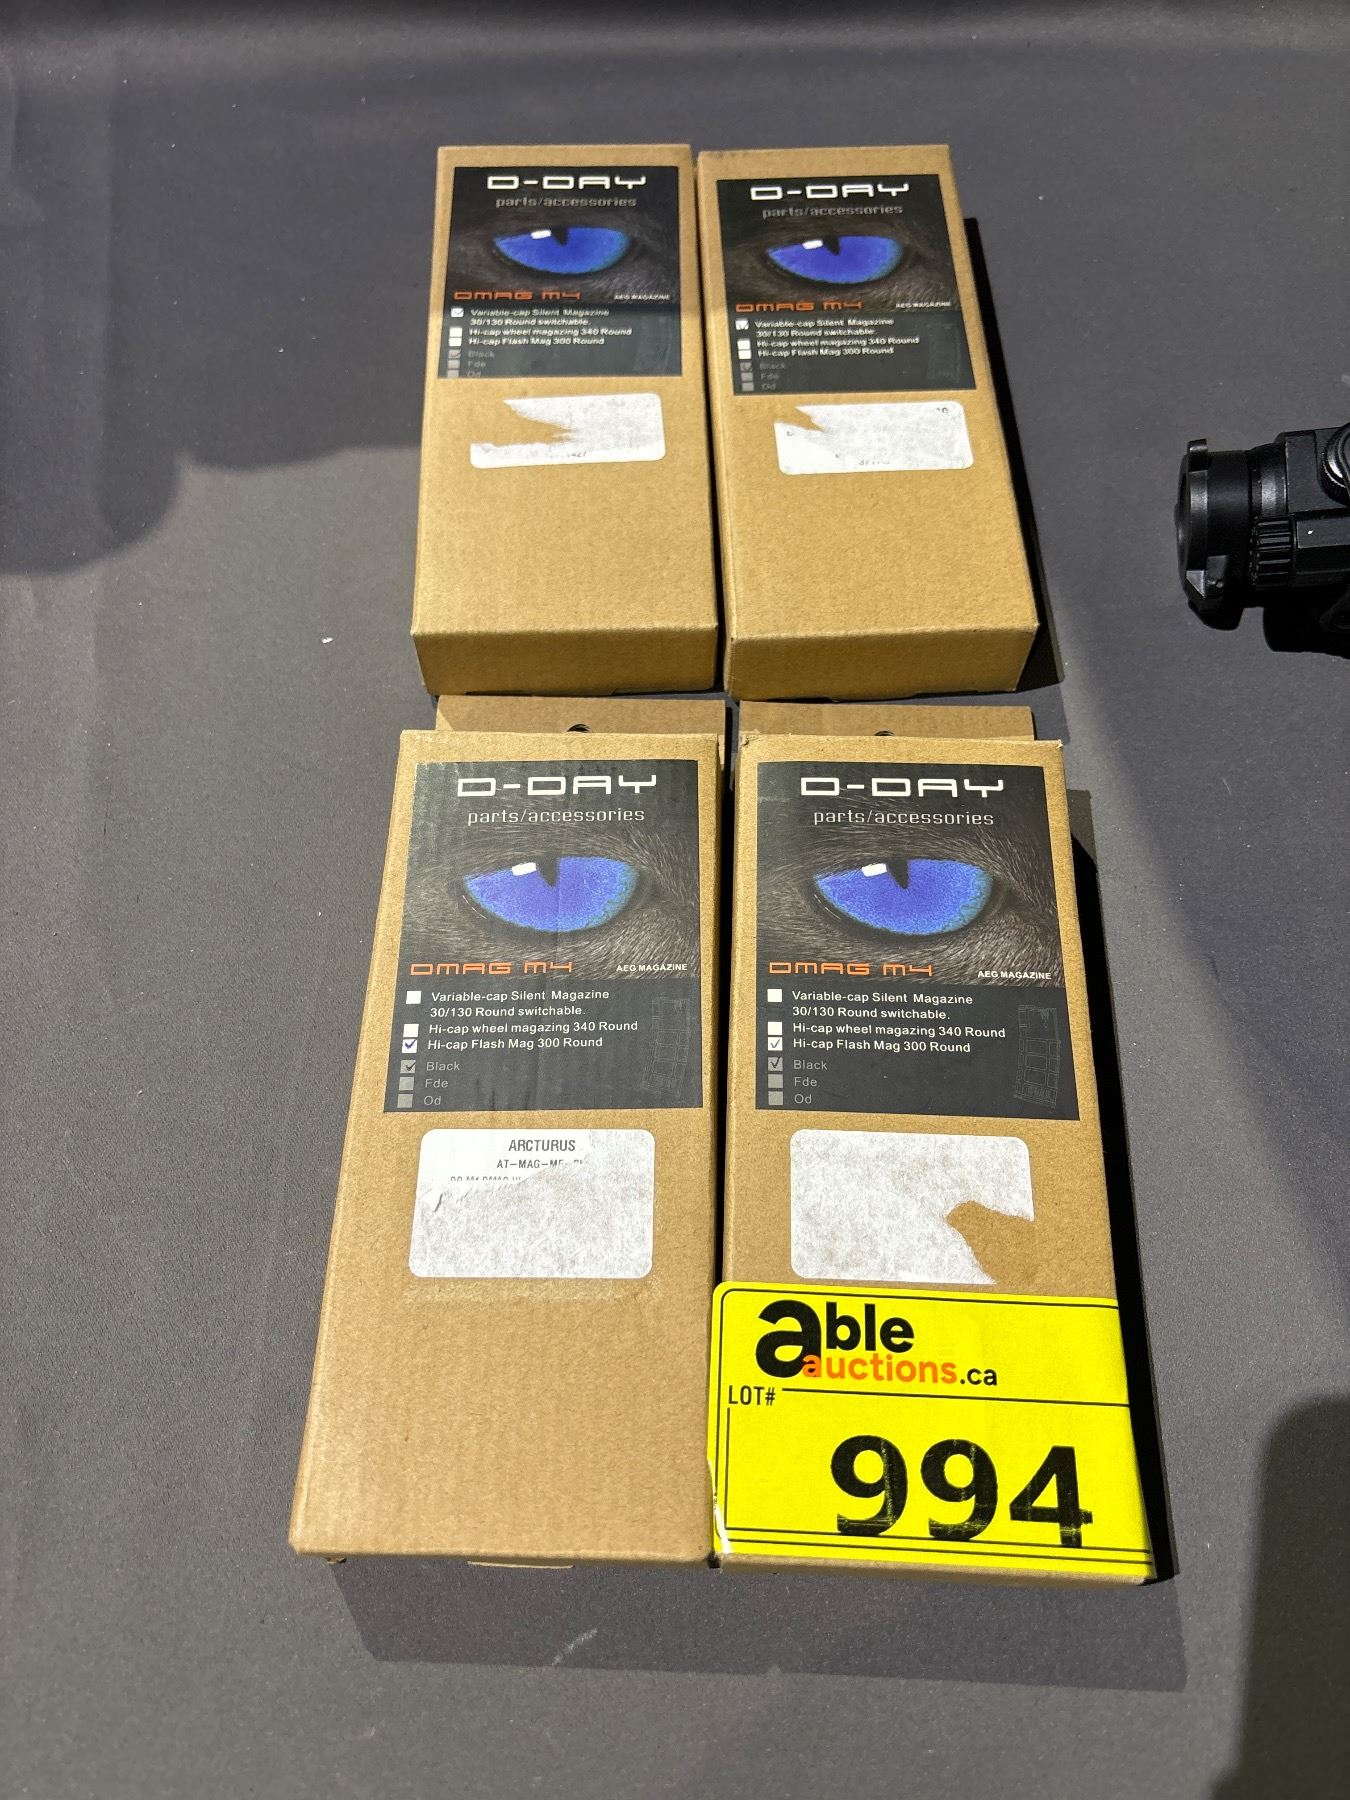 D-DAY
parts/accessories
DMAG M4
AEG MAGAZINE
Variable-cap Silent Magazine
30/130 Round switchable.
Hi-cap wheel magazing 340 Round
Hi-cap Flash Mag 300 Round
Black
Fde
Od
D-DAY
parts/accessories
DMAG M4
AEG MAGAZINE
Variable-cap Silent Magazine
30/130 Round switchable.
Hi-cap wheel magazing 340 Round
Hi-cap Flash Mag 300 Round
Black
Fde
Od
D-DAY
parts/accessories
DMAG M4
AEG MAGAZINE
Variable-cap Silent Magazine
30/130 Round switchable.
Hi-cap wheel magazing 340 Round
Hi-cap Flash Mag 300 Round
Black
Fde
Od
ARCTURUS
D-DAY
parts/accessories
DMAG M4
AEG MAGAZINE
Variable-cap Silent Magazine
30/130 Round switchable.
Hi-cap wheel magazing 340 Round
Hi-cap Flash Mag 300 Round
Black
Fde
Od
able
auctions.ca
LOT#
994